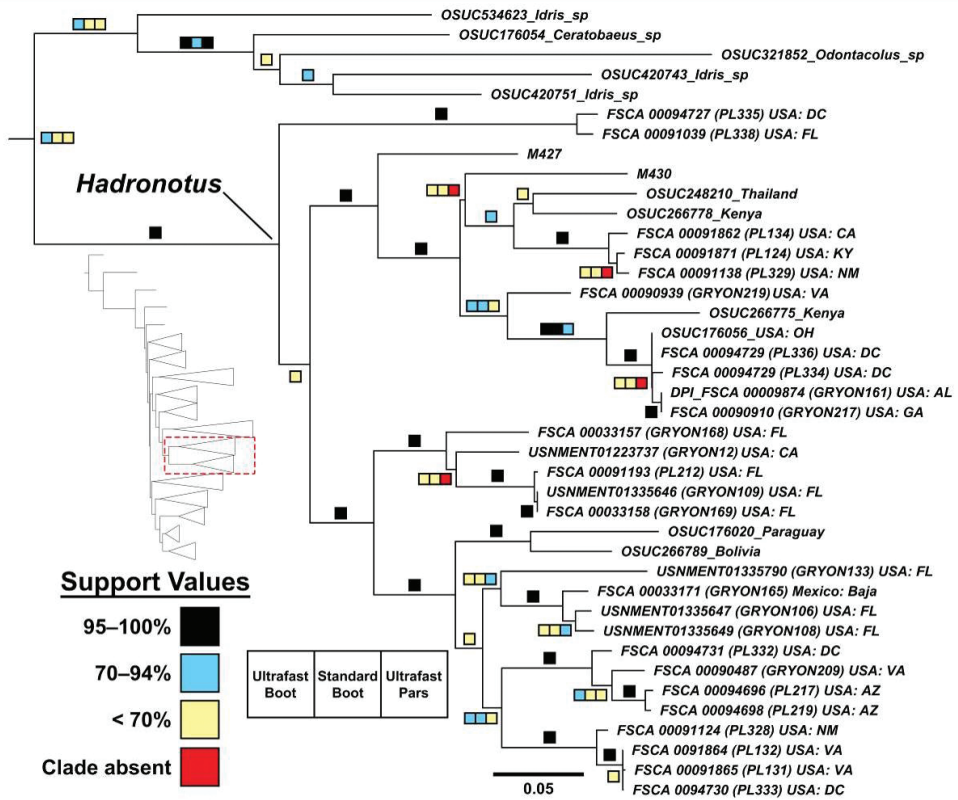 OSUC534623_Idris_sp
OSUC176054_Ceratobaeus_sp
OSUC321852_Odontacolus_sp
OSUC420743_Idris_sp
OSUC420751_Idris_sp
FSCA 00094727 (PL335) USA: DC
FSCA 00091039 (PL338) USA: FL
M427
Hadronotus
M430
OSUC248210_Thailand
OSUC266778_Kenya
FSCA 00091862 (PL134) USA: CA
FSCA 00091871 (PL124) USA: KY
FSCA 00091138 (PL329) USA: NM
FSCA 00090939 (GRYON219)USA: VA
OSUC266775_Kenya
OSUC176056_USA: OH
FSCA 00094729 (PL336) USA: DC
FSCA 00094729 (PL334) USA: DC
DPI_FSCA 00009874 (GRYON161) USA: AL
FSCA 00090910 (GRYON217) USA: GA
FSCA 00033157 (GRYON168) USA: FL
USNMENT01223737 (GRYON12) USA: CA
FSCA 00091193 (PL212) USA: FL
USNMENT01335646 (GRYON109) USA: FL
FSCA 00033158 (GRYON169) USA: FL
OSUC176020_Paraguay
OSUC266789_Bolivia
USNMENT01335790 (GRYON133) USA: FL
FSCA 00033171 (GRYON165) Mexico: Baja
USNMENT01335647 (GRYON106) USA: FL
USNMENT01335649 (GRYON108) USA: FL
FSCA 00094731 (PL332) USA: DC
FSCA 00090487 (GRYON209) USA: VA
FSCA 00094696 (PL217) USA: AZ
FSCA 00094698 (PL219) USA: AZ
FSCA 00091124 (PL328) USA: NM
FSCA 0091864 (PL132) USA: VA
FSCA 00091865 (PL131) USA: VA
FSCA 0094730 (PL333) USA: DC
Support Values
95–100%
70–94%
< 70%
Clade absent
Ultrafast Boot
Standard Boot
Ultrafast Pars
0.05